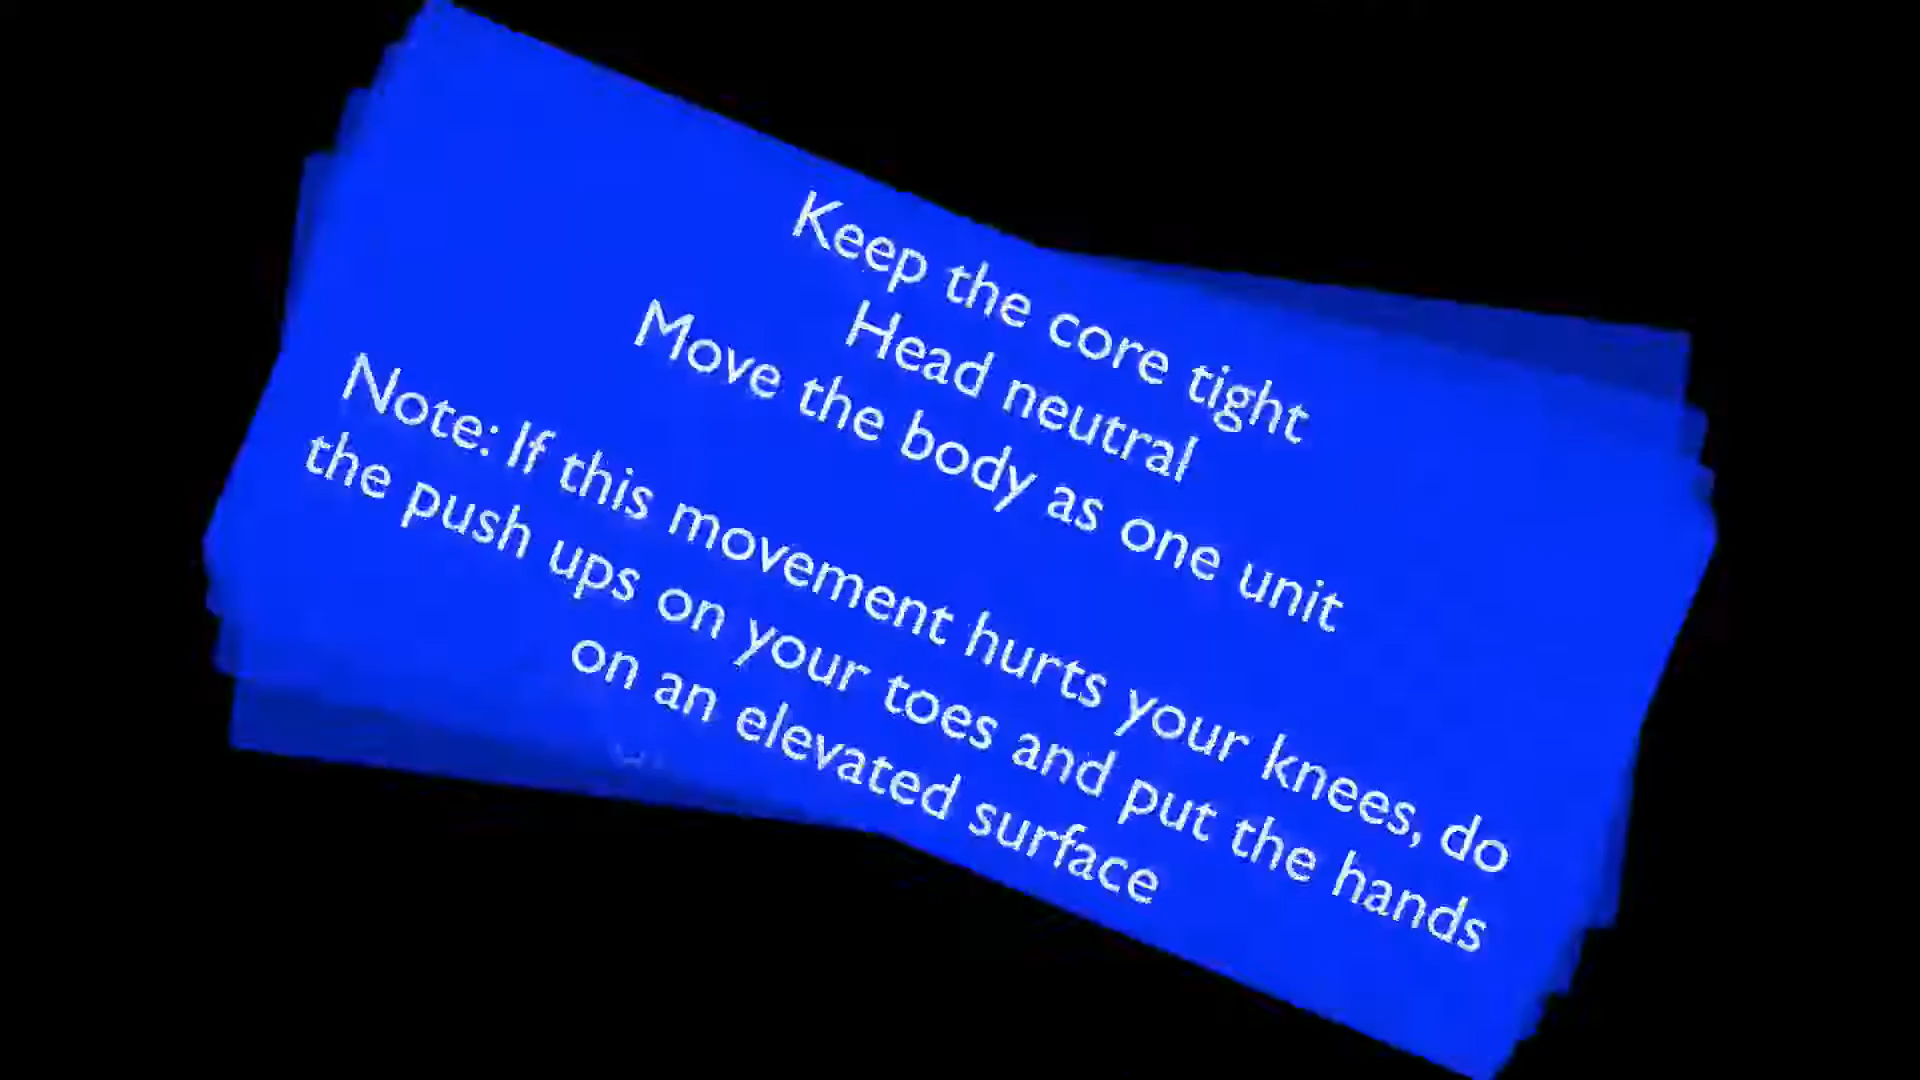 Keep the core tight
Head neutral
Move the body as one unit
Note: If this movement hurts your knees, do
the push ups on your toes and put the hands
on an elevated surface